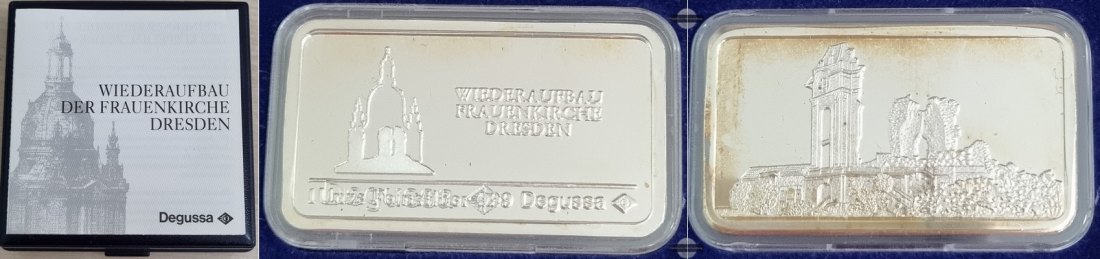 WIEDERAUFBAU
DER FRAUENKIRCHE
DRESDEN
Degussa
WIEDERAUFBAU
FRAUENKIRCHE
DRESDEN
Degussa